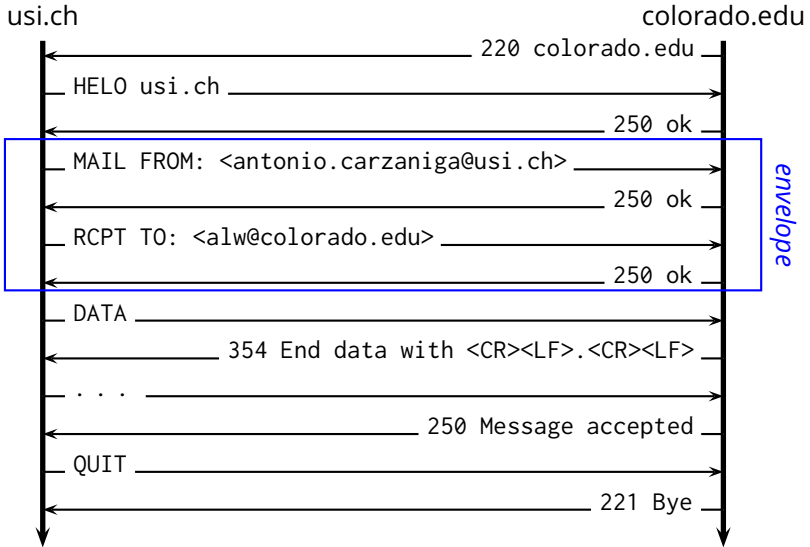 usi.ch
colorado.edu
220 colorado.edu
HELO usi.ch
250 ok
MAIL FROM: <antonio.carzaniga@usi.ch>
250 ok
RCPT TO: <alw@colorado.edu>
250 ok
envelope
DATA
354 End data with <CR><LF>.<CR><LF>
. . .
250 Message accepted
QUIT
221 Bye